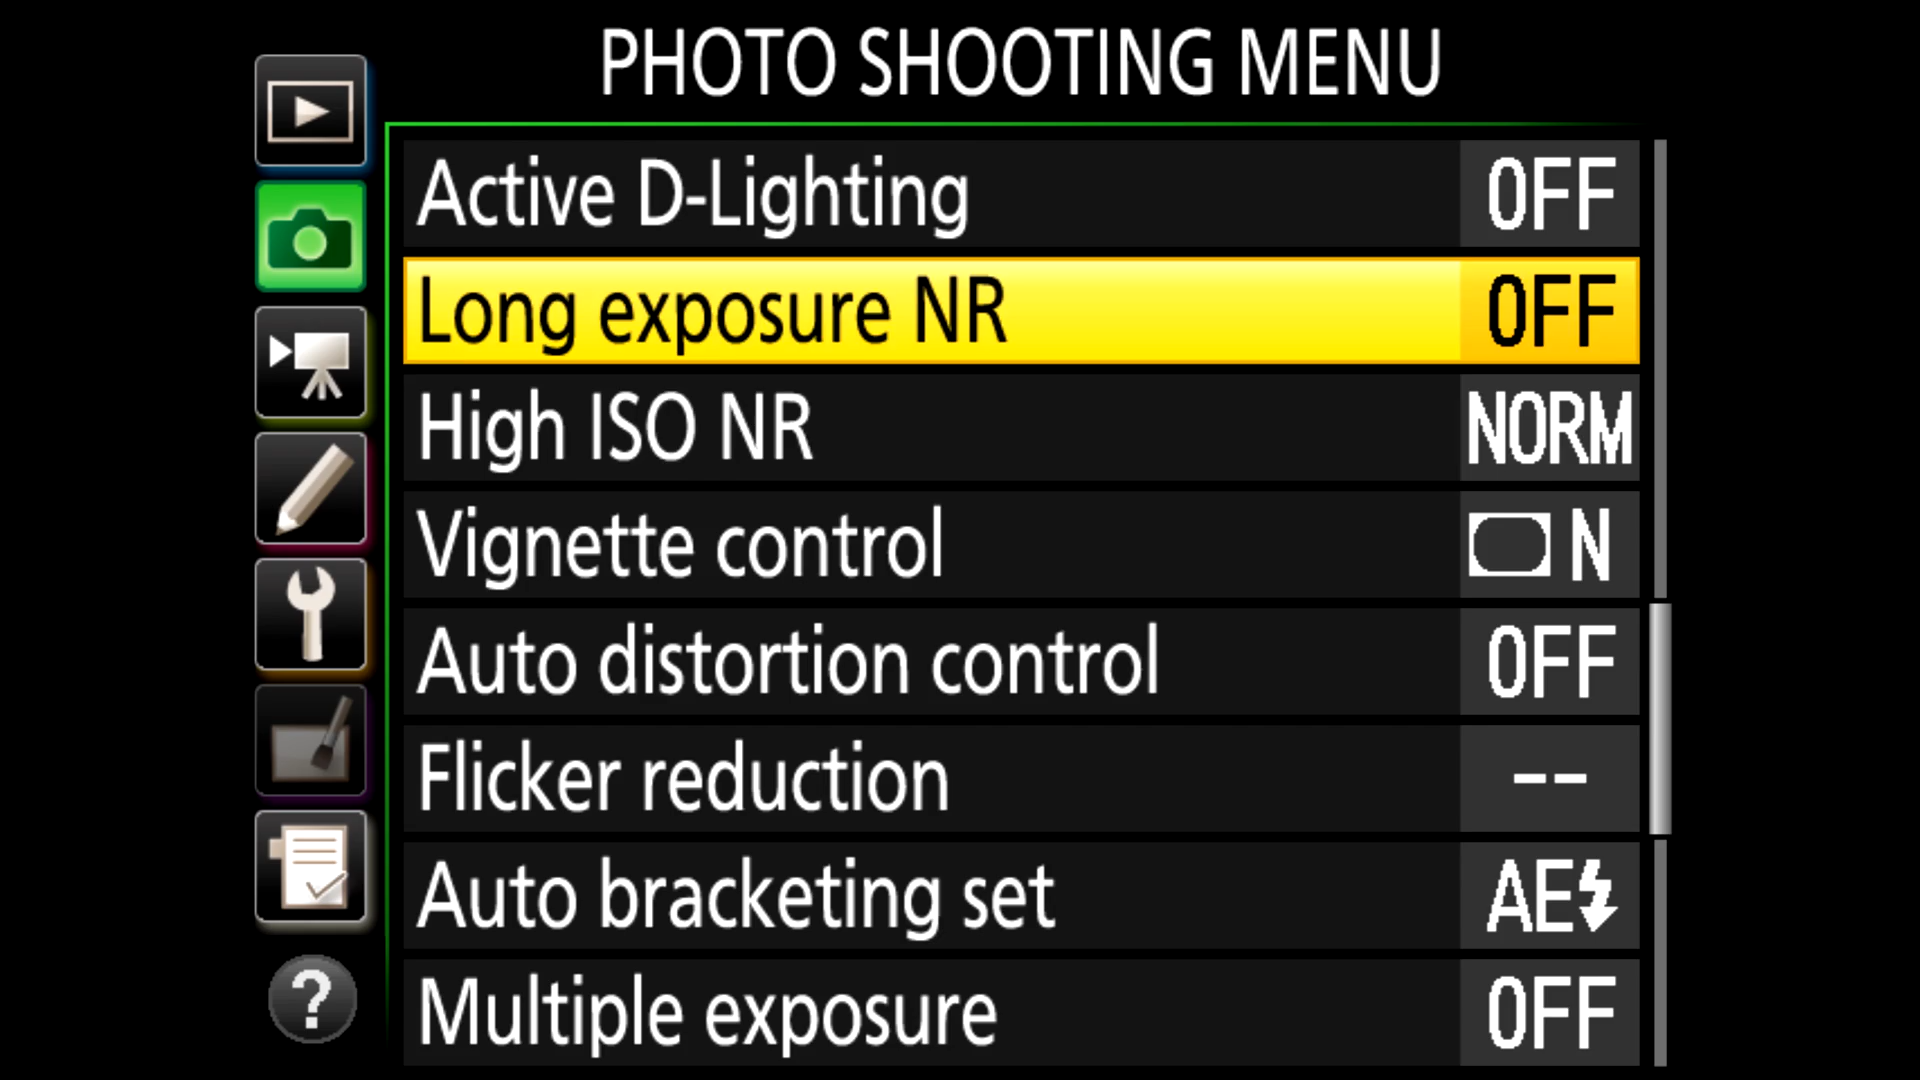 PHOTO SHOOTING MENU
Active D-Lighting OFF
Long exposure NR OFF
High ISO NR NORM
Vignette control N
Auto distortion control OFF
Flicker reduction --
Auto bracketing set AE
Multiple exposure OFF
?